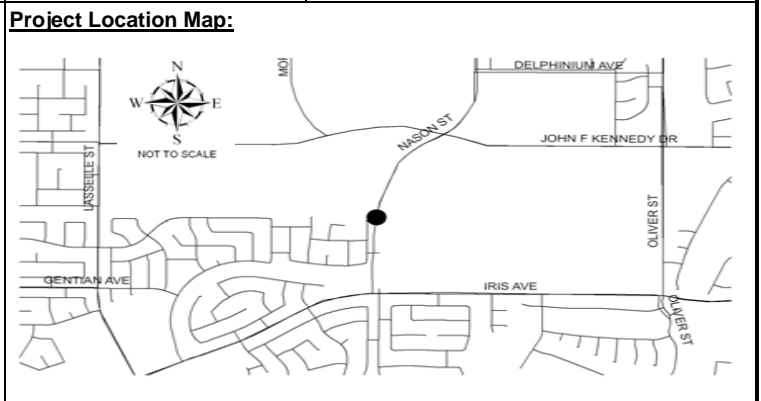 Project Location Map:
N
W E
S
NOT TO SCALE
DELPHINIUM AVE
NASON ST
JOHN F KENNEDY DR
LASSELLE ST
OLIVER ST
GENTIAN AVE
IRIS AVE
OLIVER ST